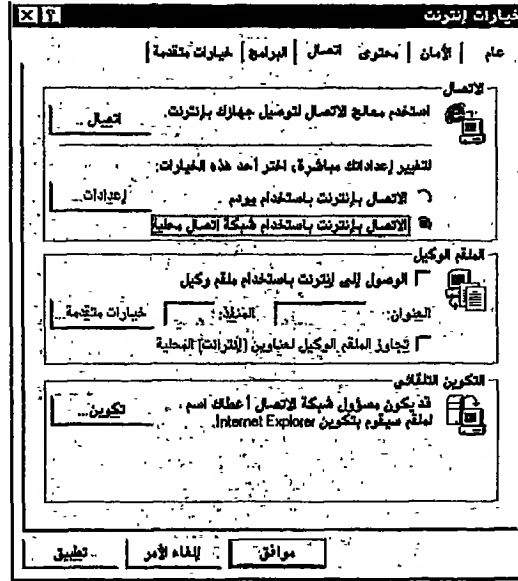 خيارات إنترنت
عام الأمان محتوى اتصال البرامج خيارات متقدمة
الاتصال
استخدم معالج الاتصال لتوصيل جهازك بإنترنت.
اتصال...
لتغيير إعداداتك مباشرة، اختر أحد هذه الخيارات:
الاتصال بإنترنت باستخدام مودم
إعدادات...
الاتصال بإنترنت باستخدام شبكة اتصال محلية
الملقم الوكيل
الوصول إلى إنترنت باستخدام ملقم وكيل
العنوان: المنفذ: خيارات متقدمة...
تجاوز الملقم الوكيل لعناوين (إنترانت) المحلية
التكوين التلقائي
قد يكون مسؤول شبكة الاتصال أعطاك اسم
لملقم سيقوم بتكوين Internet Explorer.
تكوين...
موافق إلغاء الأمر تطبيق